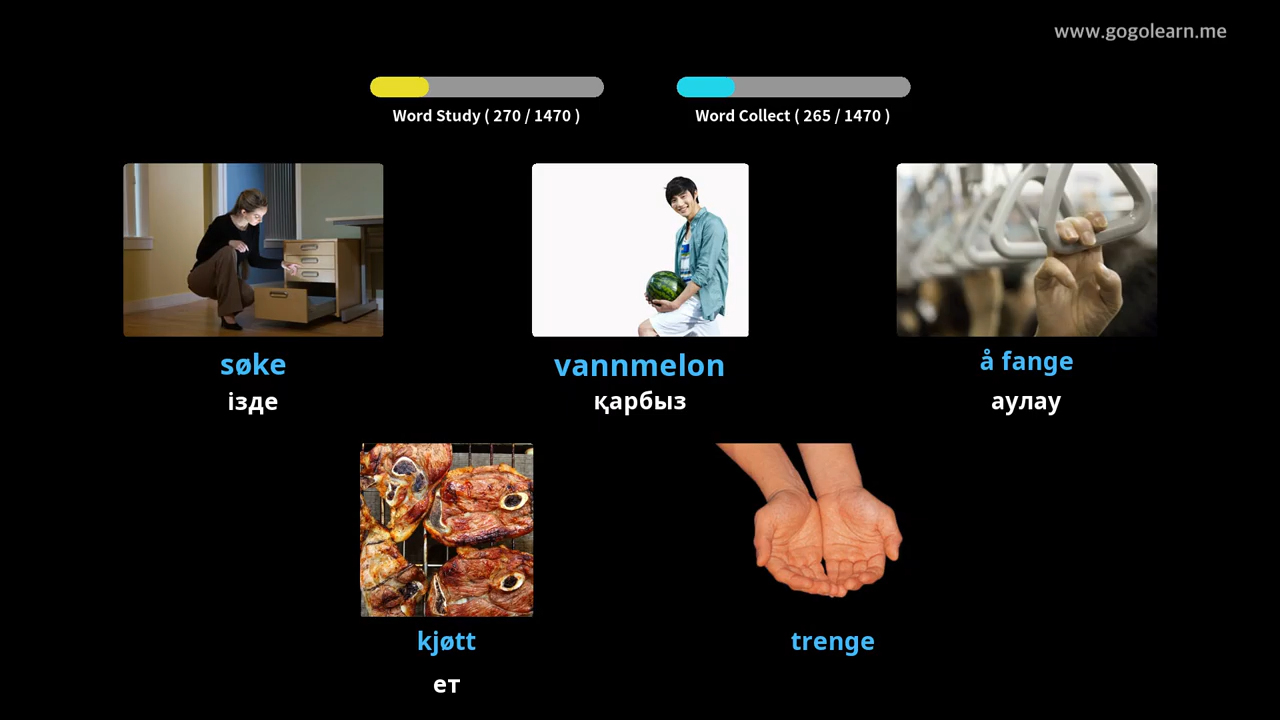 www.gogolearn.me
Word Study ( 270 / 1470 )
Word Collect ( 265 / 1470 )
søke
vannmelon
å fange
ізде
қарбыз
аулау
kjøtt
trenge
ет